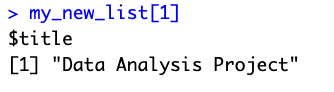 > my_new_list[1]
$title
[1] "Data Analysis Project"